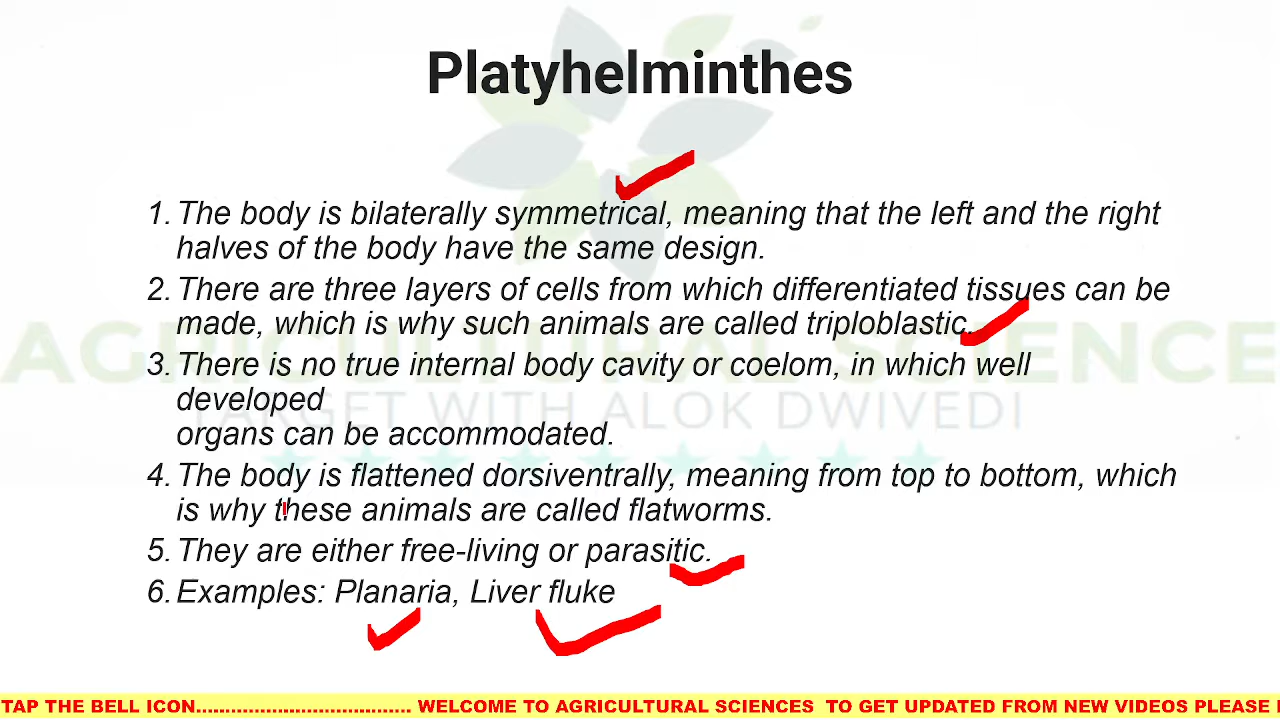 Platyhelminthes
1. The body is bilaterally symmetrical, meaning that the left and the right
halves of the body have the same design.
2. There are three layers of cells from which differentiated tissues can be
made, which is why such animals are called triploblastic.
3. There is no true internal body cavity or coelom, in which well
developed
organs can be accommodated.
4. The body is flattened dorsiventrally, meaning from top to bottom, which
is why these animals are called flatworms.
5. They are either free-living or parasitic.
6. Examples: Planaria, Liver fluke
AGRICULTURAL SCIENCE
TARGET WITH ALOK DWIVEDI
TAP THE BELL ICON...................................... WELCOME TO AGRICULTURAL SCIENCES TO GET UPDATED FROM NEW VIDEOS PLEASE